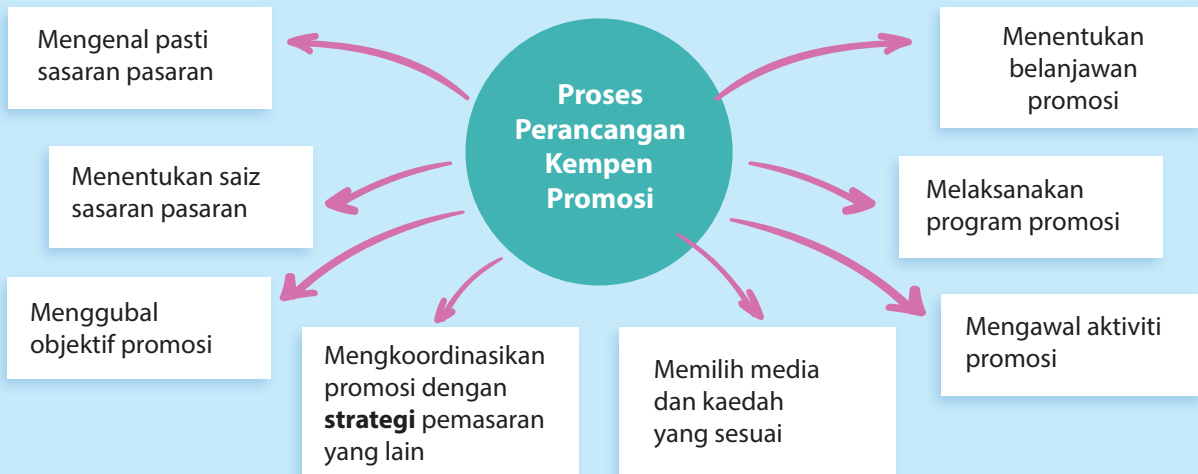 Proses
Perancangan
Kempen
Promosi
Mengenal pasti
sasaran pasaran
Menentukan saiz
sasaran pasaran
Menggubal
objektif promosi
Mengkoordinasikan
promosi dengan
strategi pemasaran
yang lain
Memilih media
dan kaedah
yang sesuai
Menentukan
belanjawan
promosi
Melaksanakan
program promosi
Mengawal aktiviti
promosi